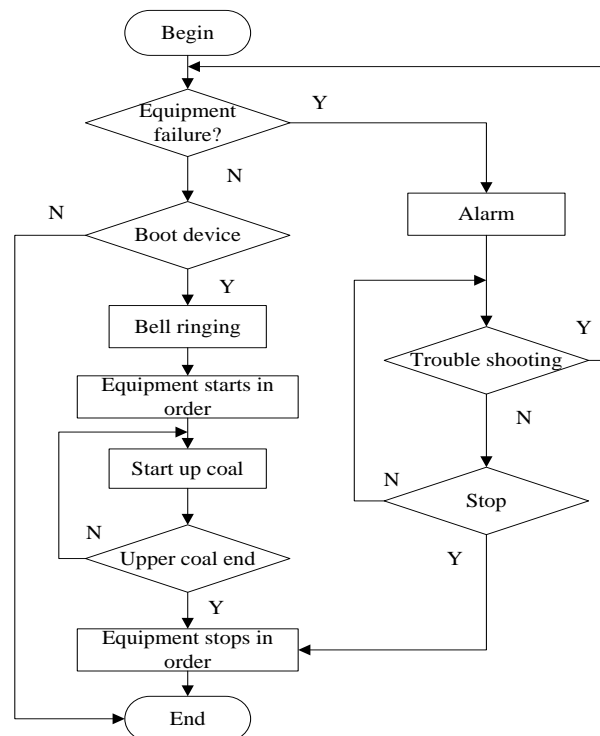 Begin
Equipment
failure?
Y
N
N
Boot device
Y
Bell ringing
Equipment starts in
order
Start up coal
N
Upper coal end
Y
Equipment stops in
order
End
Alarm
Trouble shooting
Y
N
N
Stop
Y